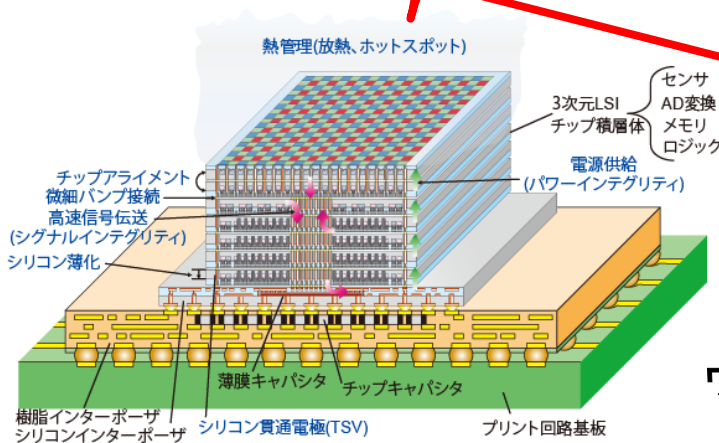 熱管理(放熱、ホットスポット)
3次元LSI
チップ積層体
センサ
AD変換
メモリ
ロジック
チップアライメント
微細バンプ接続
高速信号伝送
(シグナルインテグリティ)
シリコン薄化
電源供給
(パワーインテグリティ)
薄膜キャパシタ
チップキャパシタ
樹脂インターポーザ
シリコンインターポーザ
シリコン貫通電極(TSV)
プリント回路基板